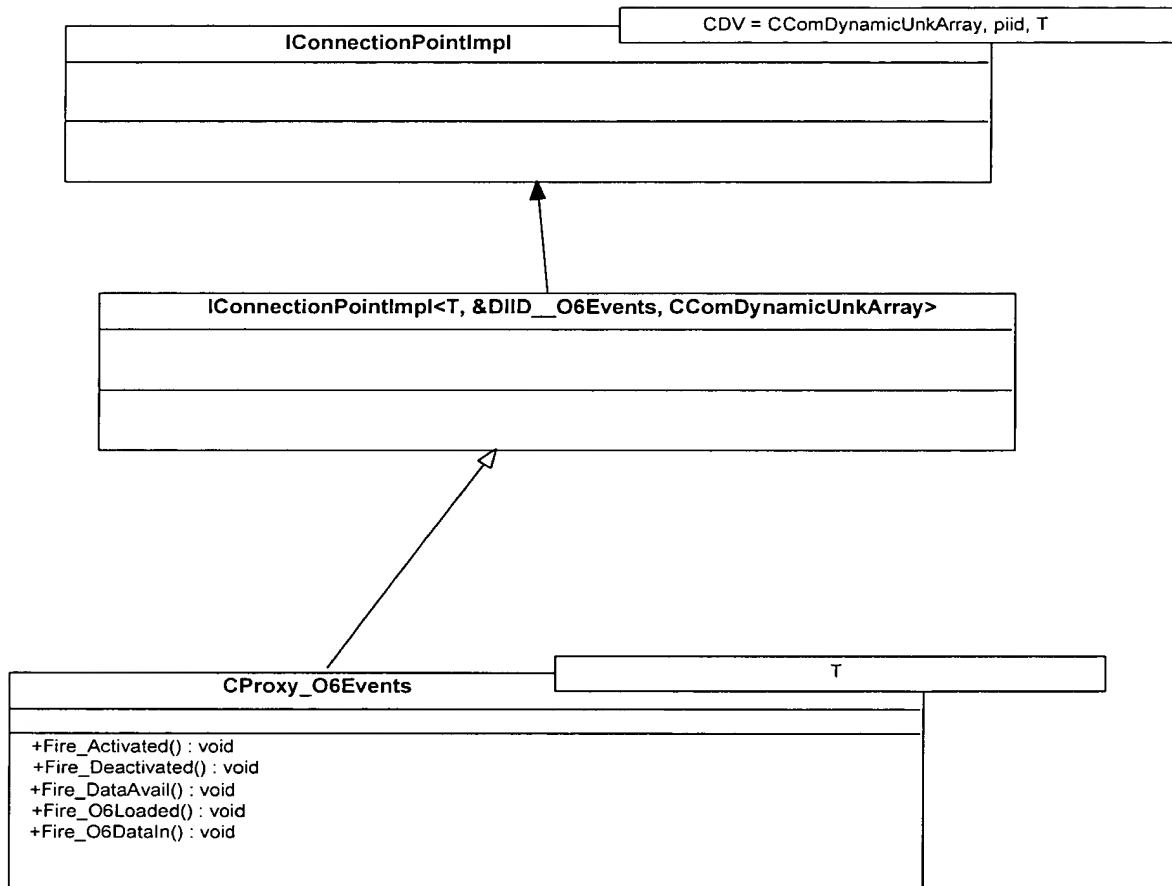 CDV = CComDynamicUnkArray, piid, T
IConnectionPointImpl
IConnectionPointImpl<T, &DIID__O6Events, CComDynamicUnkArray>
T
CProxy_O6Events
+Fire_Activated() : void
+Fire_Deactivated() : void
+Fire_DataAvail() : void
+Fire_O6Loaded() : void
+Fire_O6DataIn() : void